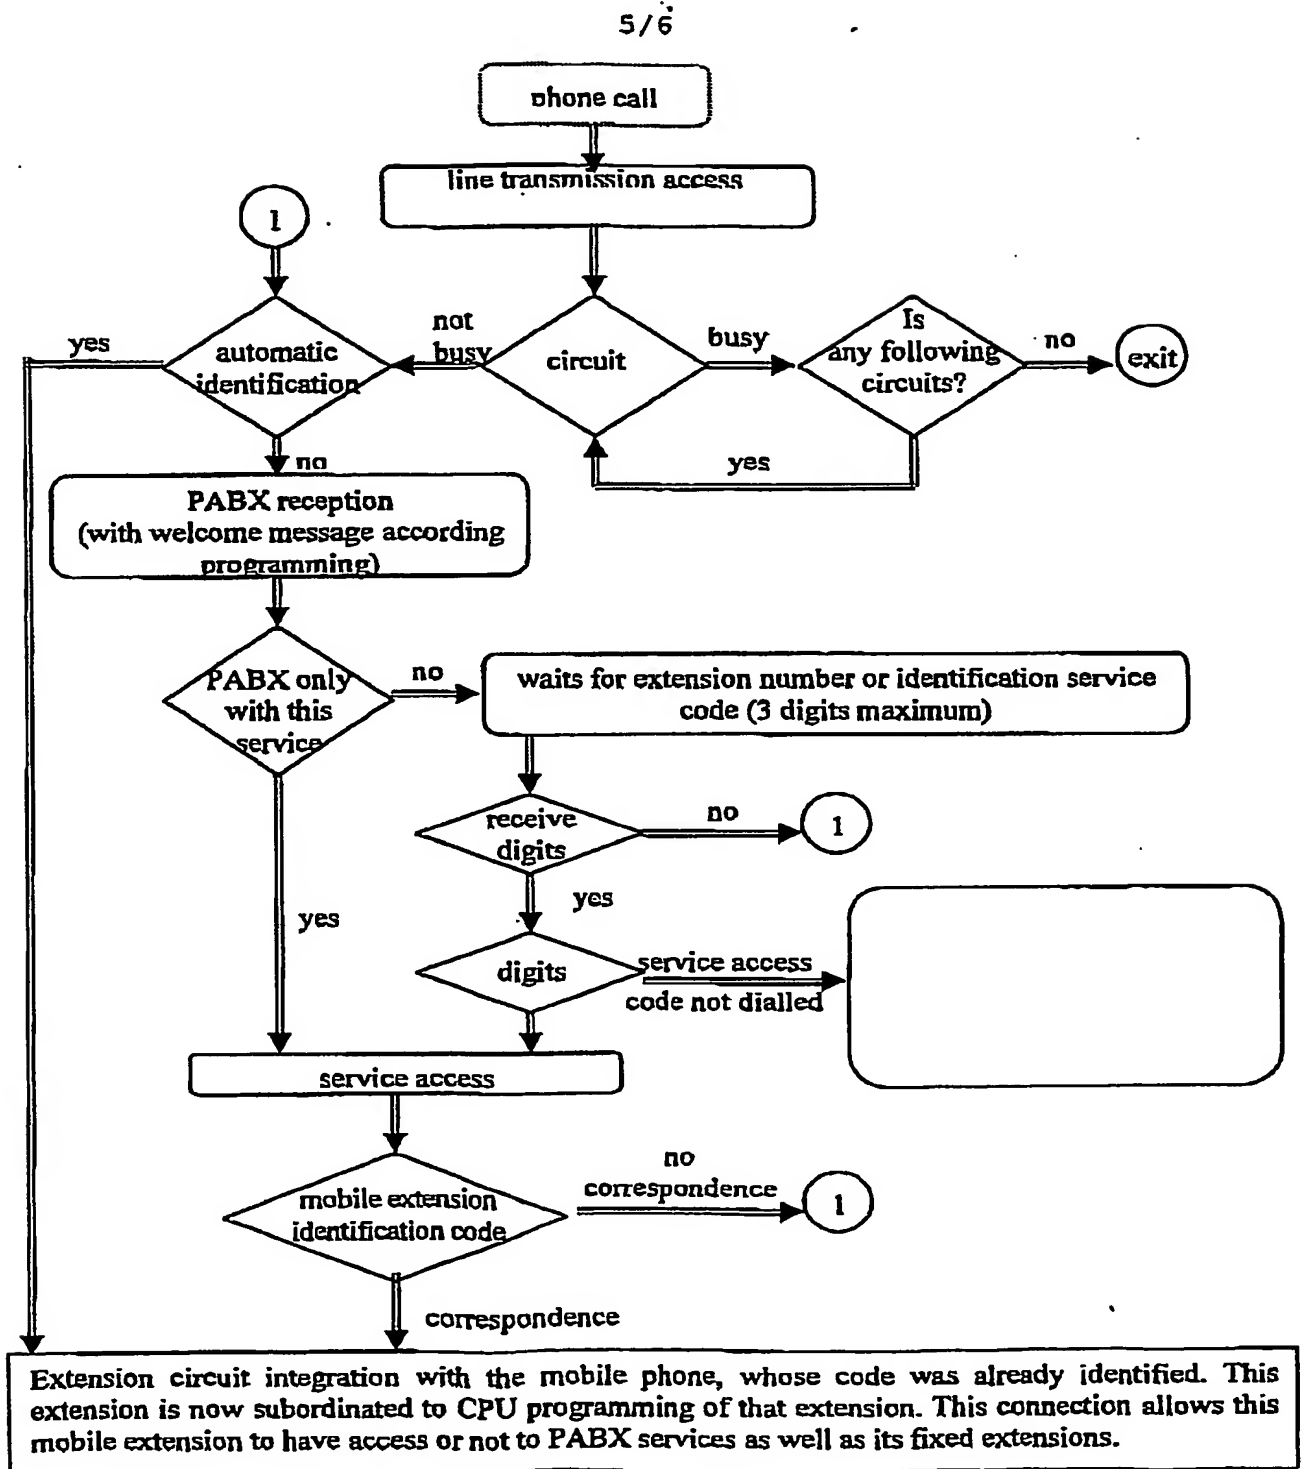 5/6
phone call
line transmission access
1
yes
automatic
identification
not
busy
circuit
busy
Is
any following
circuits?
no
exit
yes
no
PABX reception
(with welcome message according
programming)
PABX only
with this
service
no
waits for extension number or identification service
code (3 digits maximum)
receive
digits
no
1
yes
yes
digits
service access
code not dialled
service access
mobile extension
identification code
no
correspondence
1
correspondence
Extension circuit integration with the mobile phone, whose code was already identified. This
extension is now subordinated to CPU programming of that extension. This connection allows this
mobile extension to have access or not to PABX services as well as its fixed extensions.